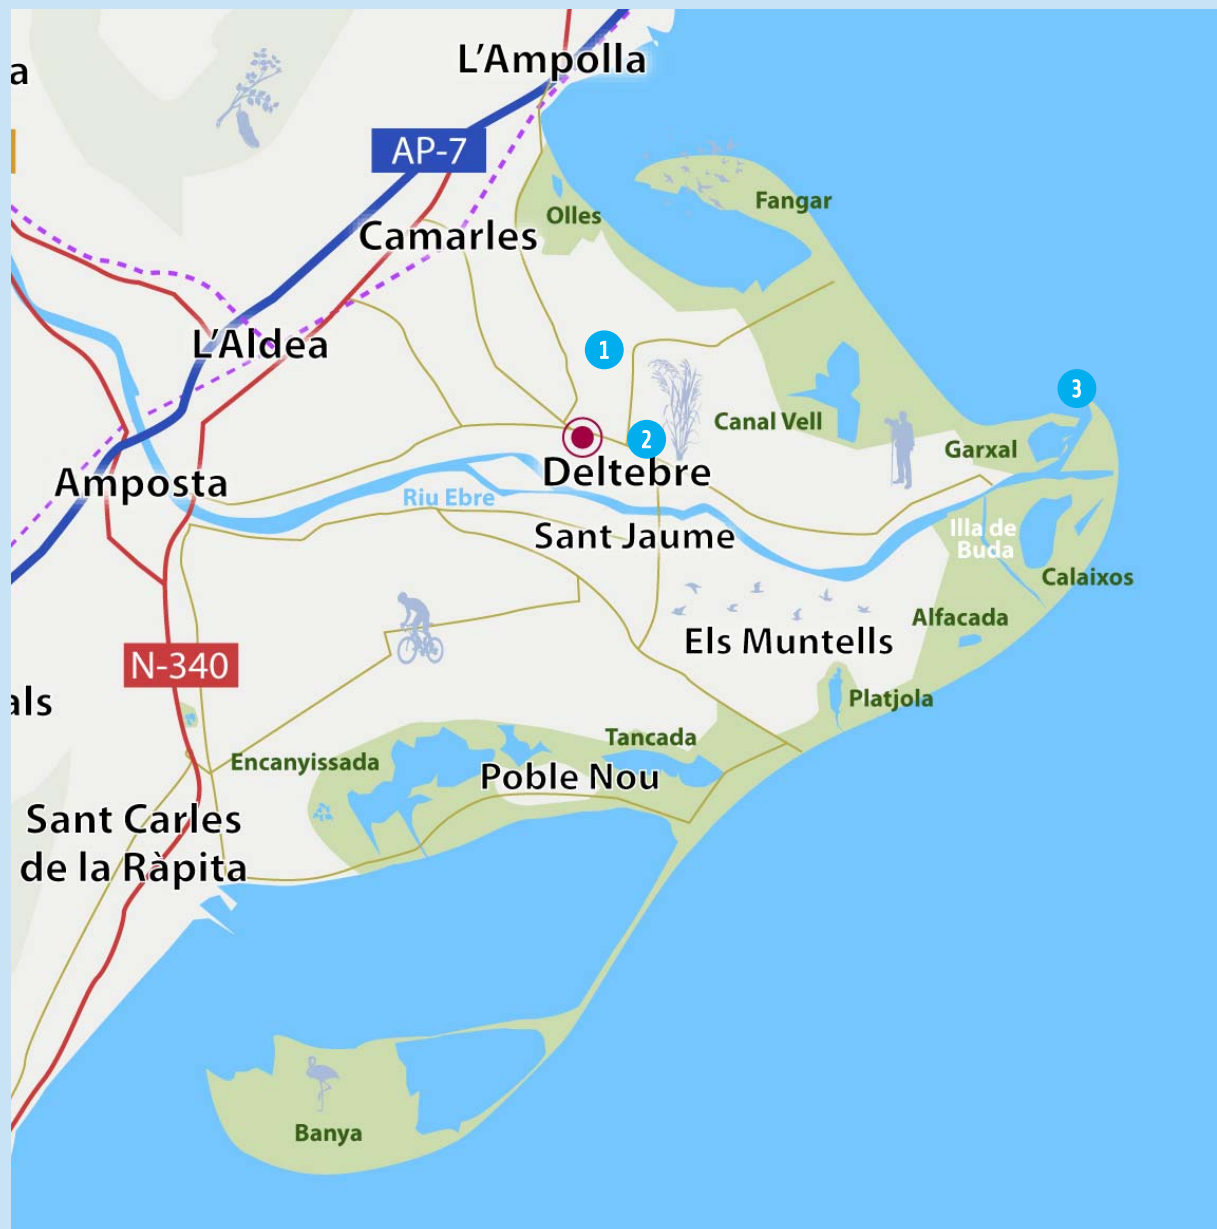 L'Ampolla
a
AP-7
Fangar
Olles
Camarles
L'Aldea
1
3
Canal Vell
2
Garxal
Deltebre
Amposta
Riu Ebre
Sant Jaume
Illa de
Buda
Calaixos
Alfacada
Els Muntells
N-340
als
Platjola
Tancada
Encanyissada
Poble Nou
Sant Carles
de la Ràpita
Banya